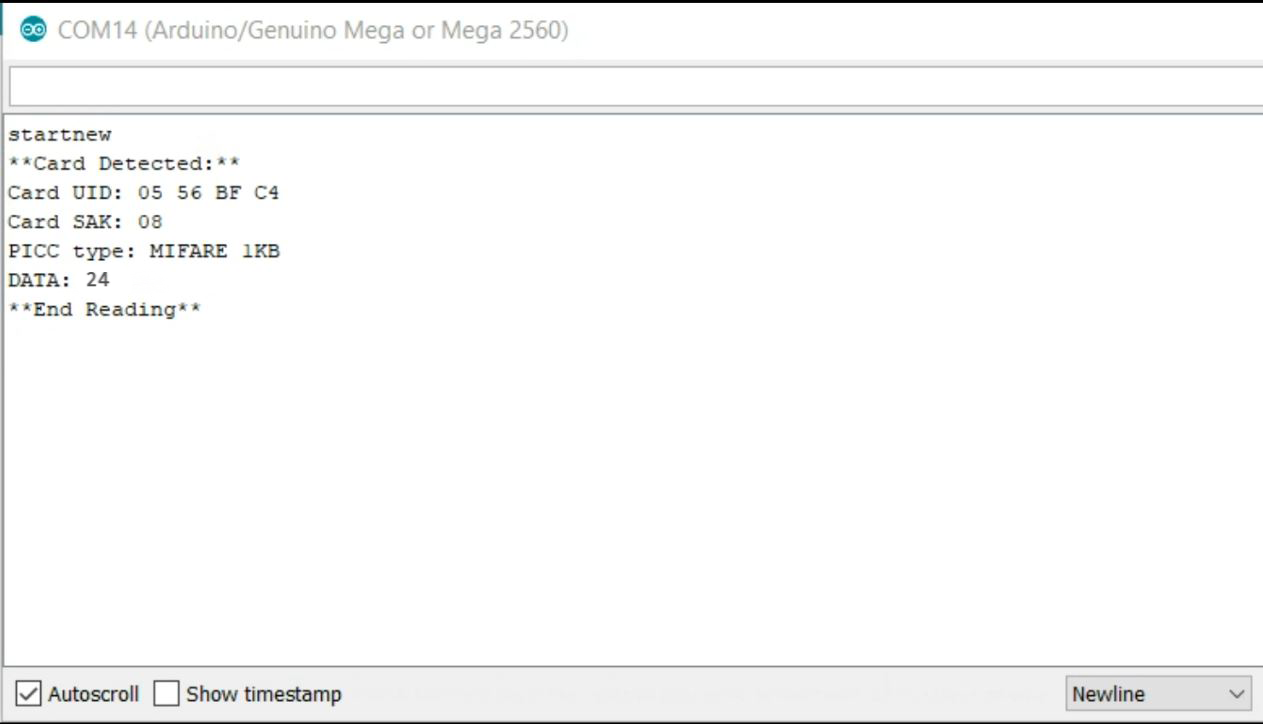 COM14 (Arduino/Genuino Mega or Mega 2560)
startnew
**Card Detected:**
Card UID: 05 56 BF C4
Card SAK: 08
PICC type: MIFARE 1KB
DATA: 24
**End Reading**
Autoscroll Show timestamp Newline